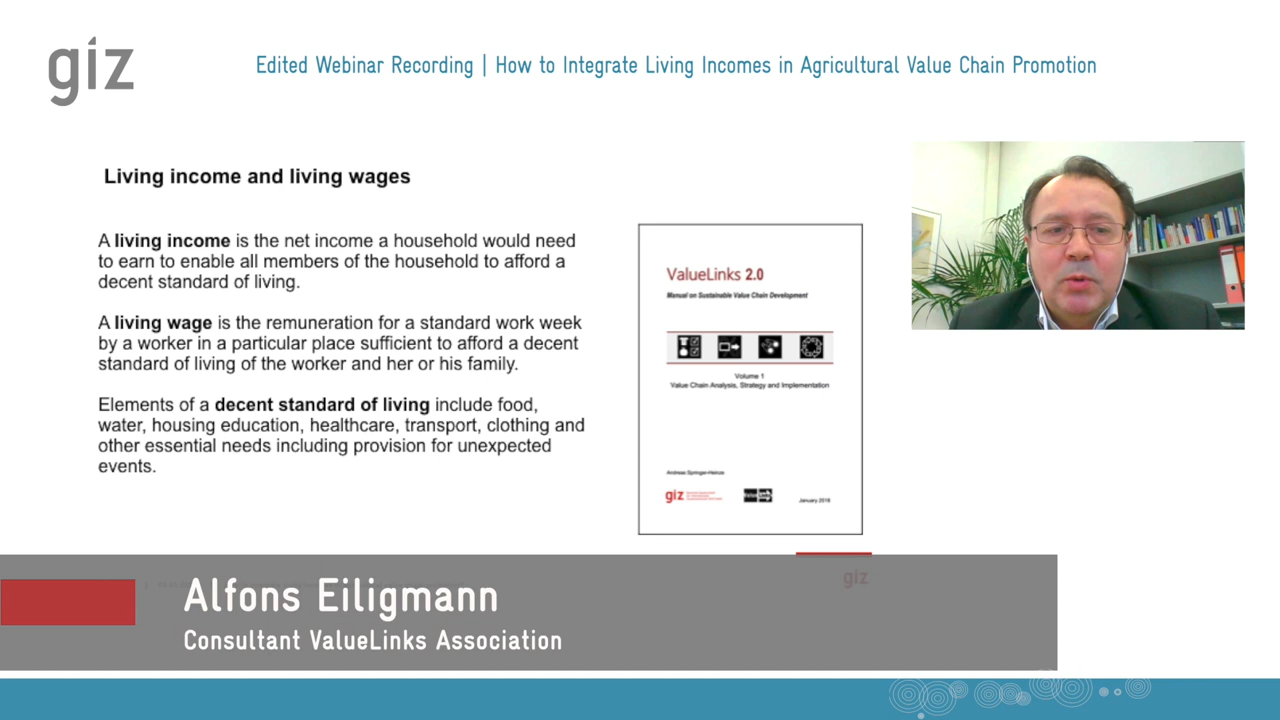 giz
Edited Webinar Recording | How to Integrate Living Incomes in Agricultural Value Chain Promotion
Living income and living wages
A living income is the net income a household would need
to earn to enable all members of the household to afford a
decent standard of living.
A living wage is the remuneration for a standard work week
by a worker in a particular place sufficient to afford a decent
standard of living of the worker and her or his family.
Elements of a decent standard of living include food,
water, housing education, healthcare, transport, clothing and
other essential needs including provision for unexpected
events.
ValueLinks 2.0
Manual on Sustainable Value Chain Development
Volume 1
Value Chain Analysis, Strategy and Implementation
Andreas Springer-Heinze
giz
Value Links
January 2018
giz
Alfons Eiligmann
Consultant ValueLinks Association